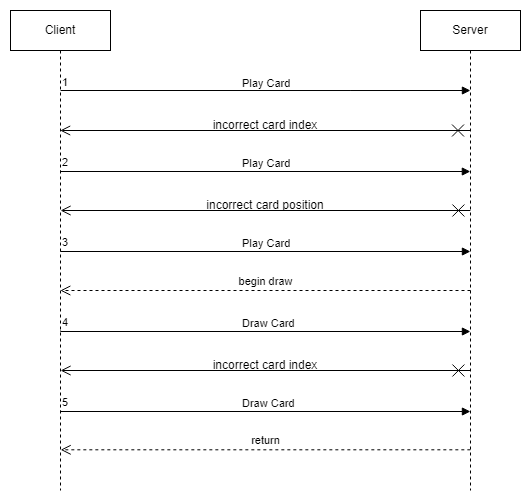 Client
Server
1
Play Card
incorrect card index
2
Play Card
incorrect card position
3
Play Card
begin draw
4
Draw Card
incorrect card index
5
Draw Card
return